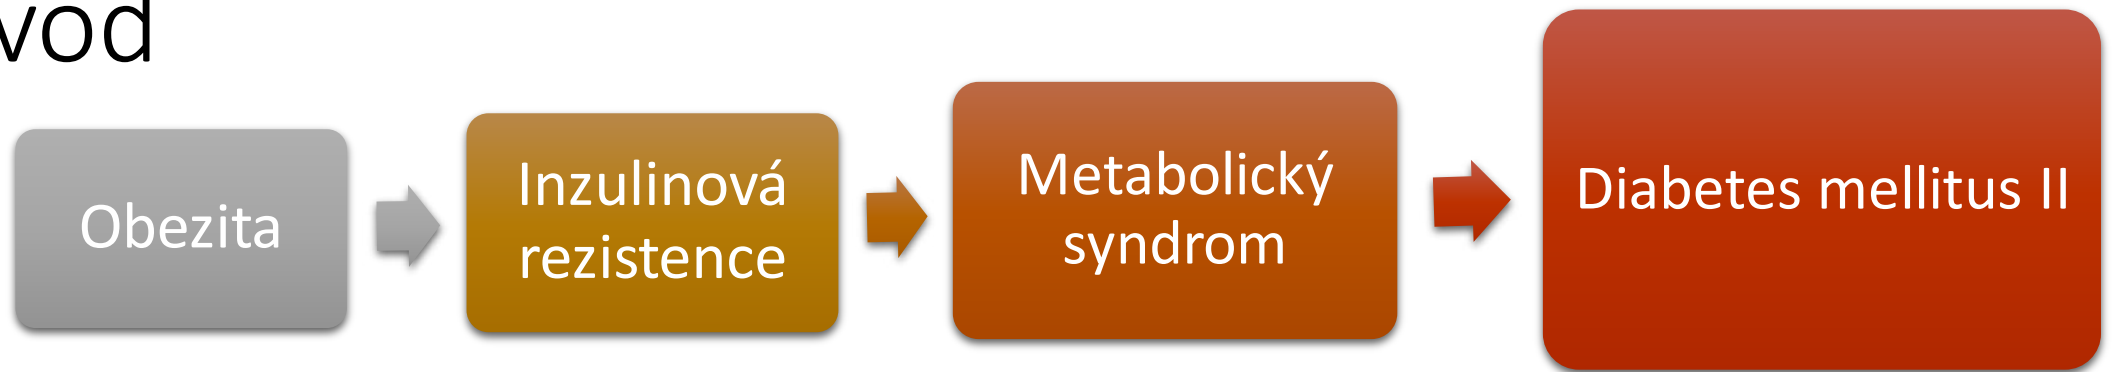 vod
Obezita
Inzulinová
rezistence
Metabolický
syndrom
Diabetes mellitus II